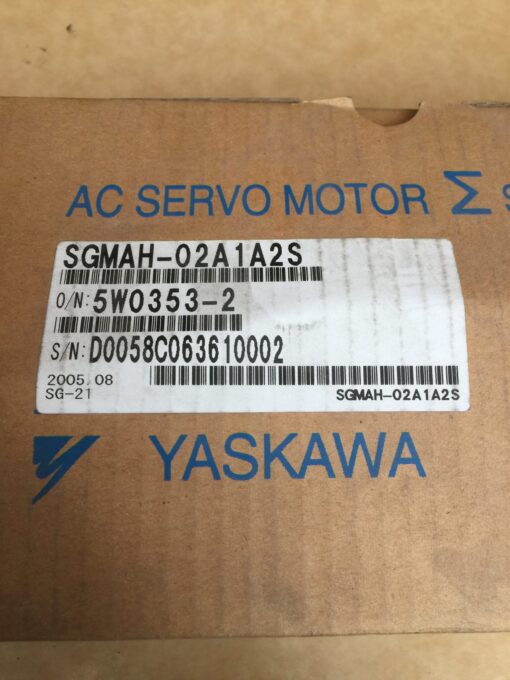 AC SERVO MOTOR Σ S
SGMAH-02A1A2S
O/N: 5W0353-2
S/N: D0058C063610002
2005.08
SG-21
SGMAH-02A1A2S
YASKAWA